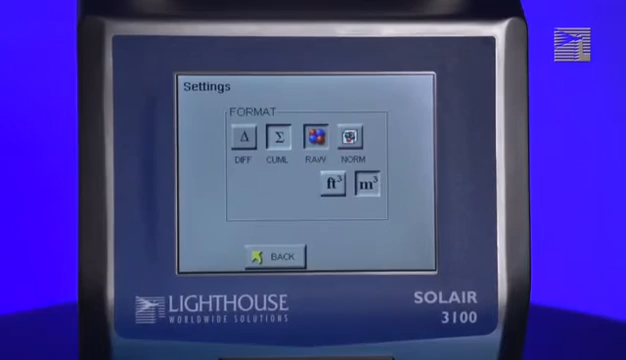 Settings
FORMAT
Δ Σ
DIFF CUML RAW NORM
ft³ m³
BACK
LIGHTHOUSE
WORLDWIDE SOLUTIONS
SOLAIR
3100